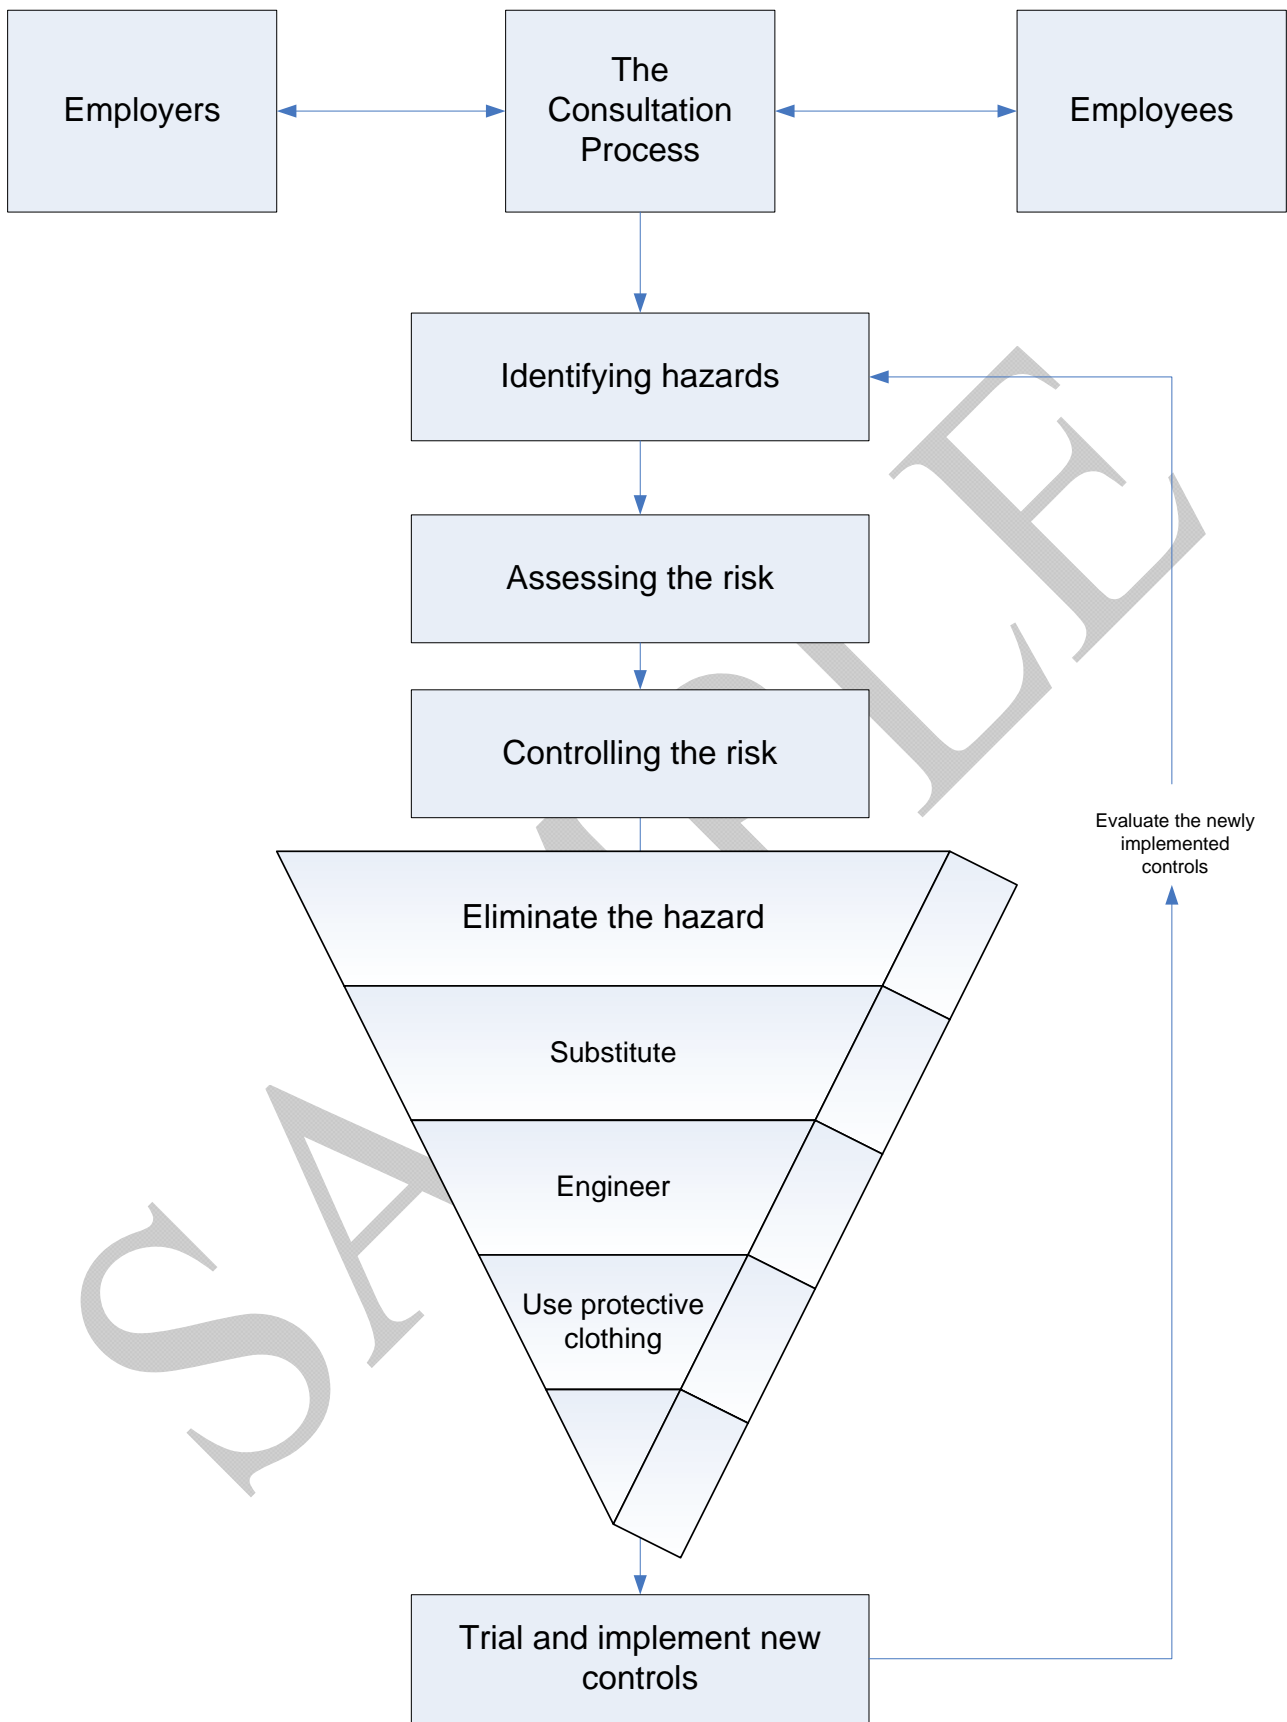 Employers
The
Consultation
Process
Employees
Identifying hazards
Assessing the risk
Controlling the risk
Evaluate the newly
implemented
controls
Eliminate the hazard
Substitute
Engineer
Use protective
clothing
Trial and implement new
controls
SAMPLE